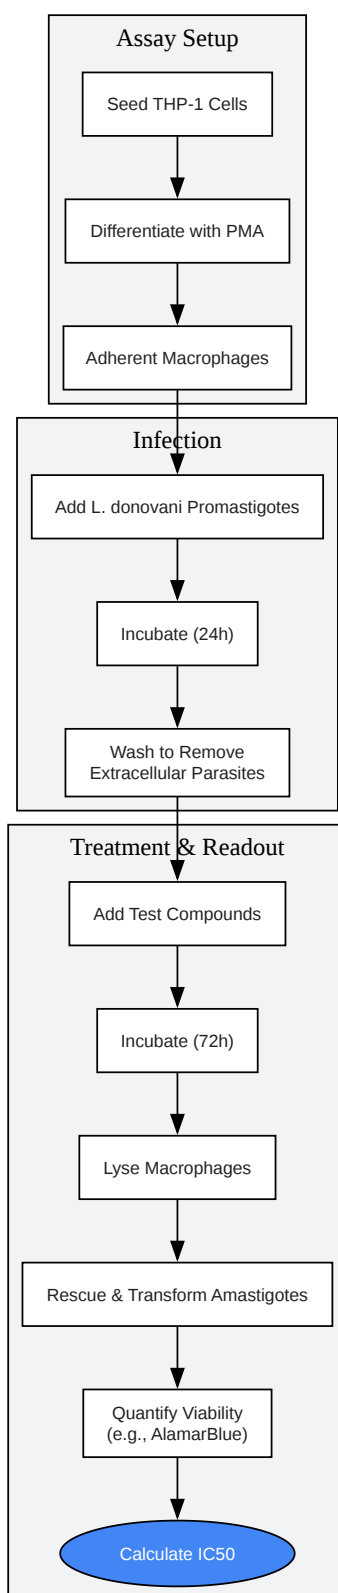 Assay Setup
Seed THP-1 Cells
Differentiate with PMA
Adherent Macrophages
Infection
Add L. donovani Promastigotes
Incubate (24h)
Wash to Remove
Extracellular Parasites
Treatment & Readout
Add Test Compounds
Incubate (72h)
Lyse Macrophages
Rescue & Transform Amastigotes
Quantify Viability
(e.g., AlamarBlue)
Calculate IC50